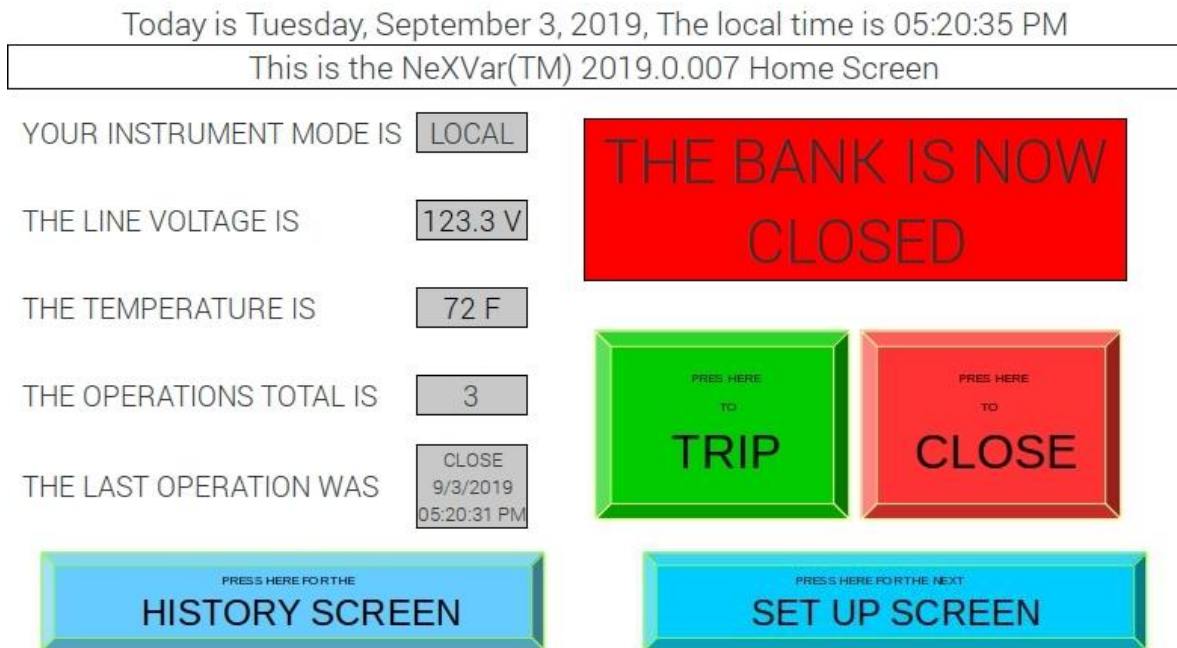 Today is Tuesday, September 3, 2019, The local time is 05:20:35 PM
This is the NeXVar(TM) 2019.0.007 Home Screen
YOUR INSTRUMENT MODE IS LOCAL
THE LINE VOLTAGE IS 123.3 V
THE TEMPERATURE IS 72 F
THE OPERATIONS TOTAL IS 3
THE LAST OPERATION WAS
CLOSE
9/3/2019
05:20:31 PM
THE BANK IS NOW
CLOSED
PRES HERE
TO
TRIP
PRES HERE
TO
CLOSE
PRESS HERE FOR THE
HISTORY SCREEN
PRESS HERE FOR THE NEXT
SET UP SCREEN